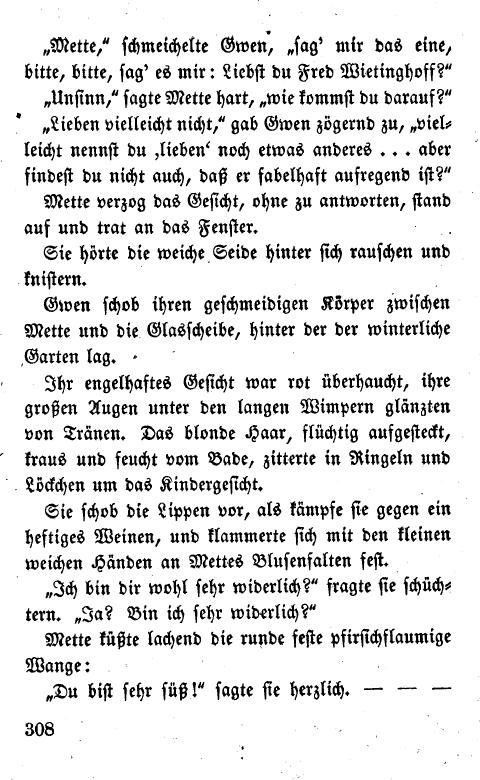 „Mette,“ schmeichelte Gwen, „sag' mir das eine,
bitte, bitte, sag' es mir: Liebst du Fred Wietinghoff?“
„Unsinn,“ sagte Mette hart, „wie kommst du darauf?“
„Lieben vielleicht nicht,“ gab Gwen zögernd zu, „viel-
leicht nennst du ‚lieben‘ noch etwas anderes ... aber
findest du nicht auch, daß er fabelhaft aufregend ist?“
Mette verzog das Gesicht, ohne zu antworten, stand
auf und trat an das Fenster.
Sie hörte die weiche Seide hinter sich rauschen und
knistern.
Gwen schob ihren geschmeidigen Körper zwischen
Mette und die Glasscheibe, hinter der der winterliche
Garten lag.
Ihr engelhaftes Gesicht war rot überhaucht, ihre
großen Augen unter den langen Wimpern glänzten
von Tränen. Das blonde Haar, flüchtig aufgesteckt,
kraus und feucht vom Bade, zitterte in Ringeln und
Löckchen um das Kindergesicht.
Sie schob die Lippen vor, als kämpfe sie gegen ein
heftiges Weinen, und klammerte sich mit den kleinen
weichen Händen an Mettes Blusenfalten fest.
„Ich bin dir wohl sehr widerlich?“ fragte sie schüch-
tern. „Ja? Bin ich sehr widerlich?“
Mette küßte lachend die runde feste pfirsichflaumige
Wange:
„Du bist sehr süß!“ sagte sie herzlich. — — —
308